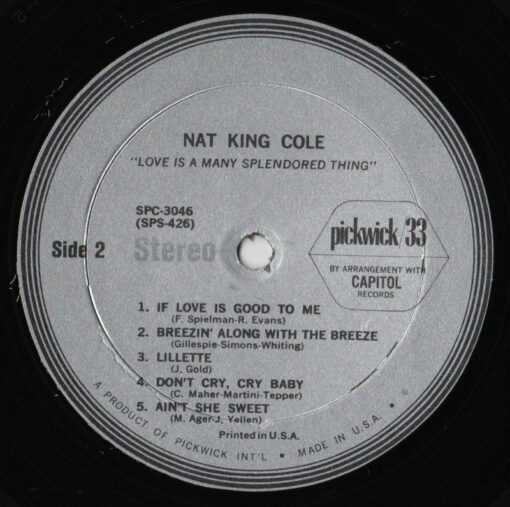 NAT KING COLE
"LOVE IS A MANY SPLENDORED THING"
SPC-3046
(SPS-426)
Side 2
Stereo
pickwick/33
BY ARRANGEMENT WITH
CAPITOL
RECORDS
1. IF LOVE IS GOOD TO ME
(F. Spielman-R. Evans)
2. BREEZIN' ALONG WITH THE BREEZE
(Gillespie-Simons-Whiting)
3. LILLETTE
(J. Gold)
4. DON'T CRY, CRY BABY
(C. Maher-Martini-Tepper)
5. AIN'T SHE SWEET
(M. Ager-J. Yellen)
Printed in U.S.A.
A PRODUCT OF PICKWICK INT'L • MADE IN U.S.A. • ©